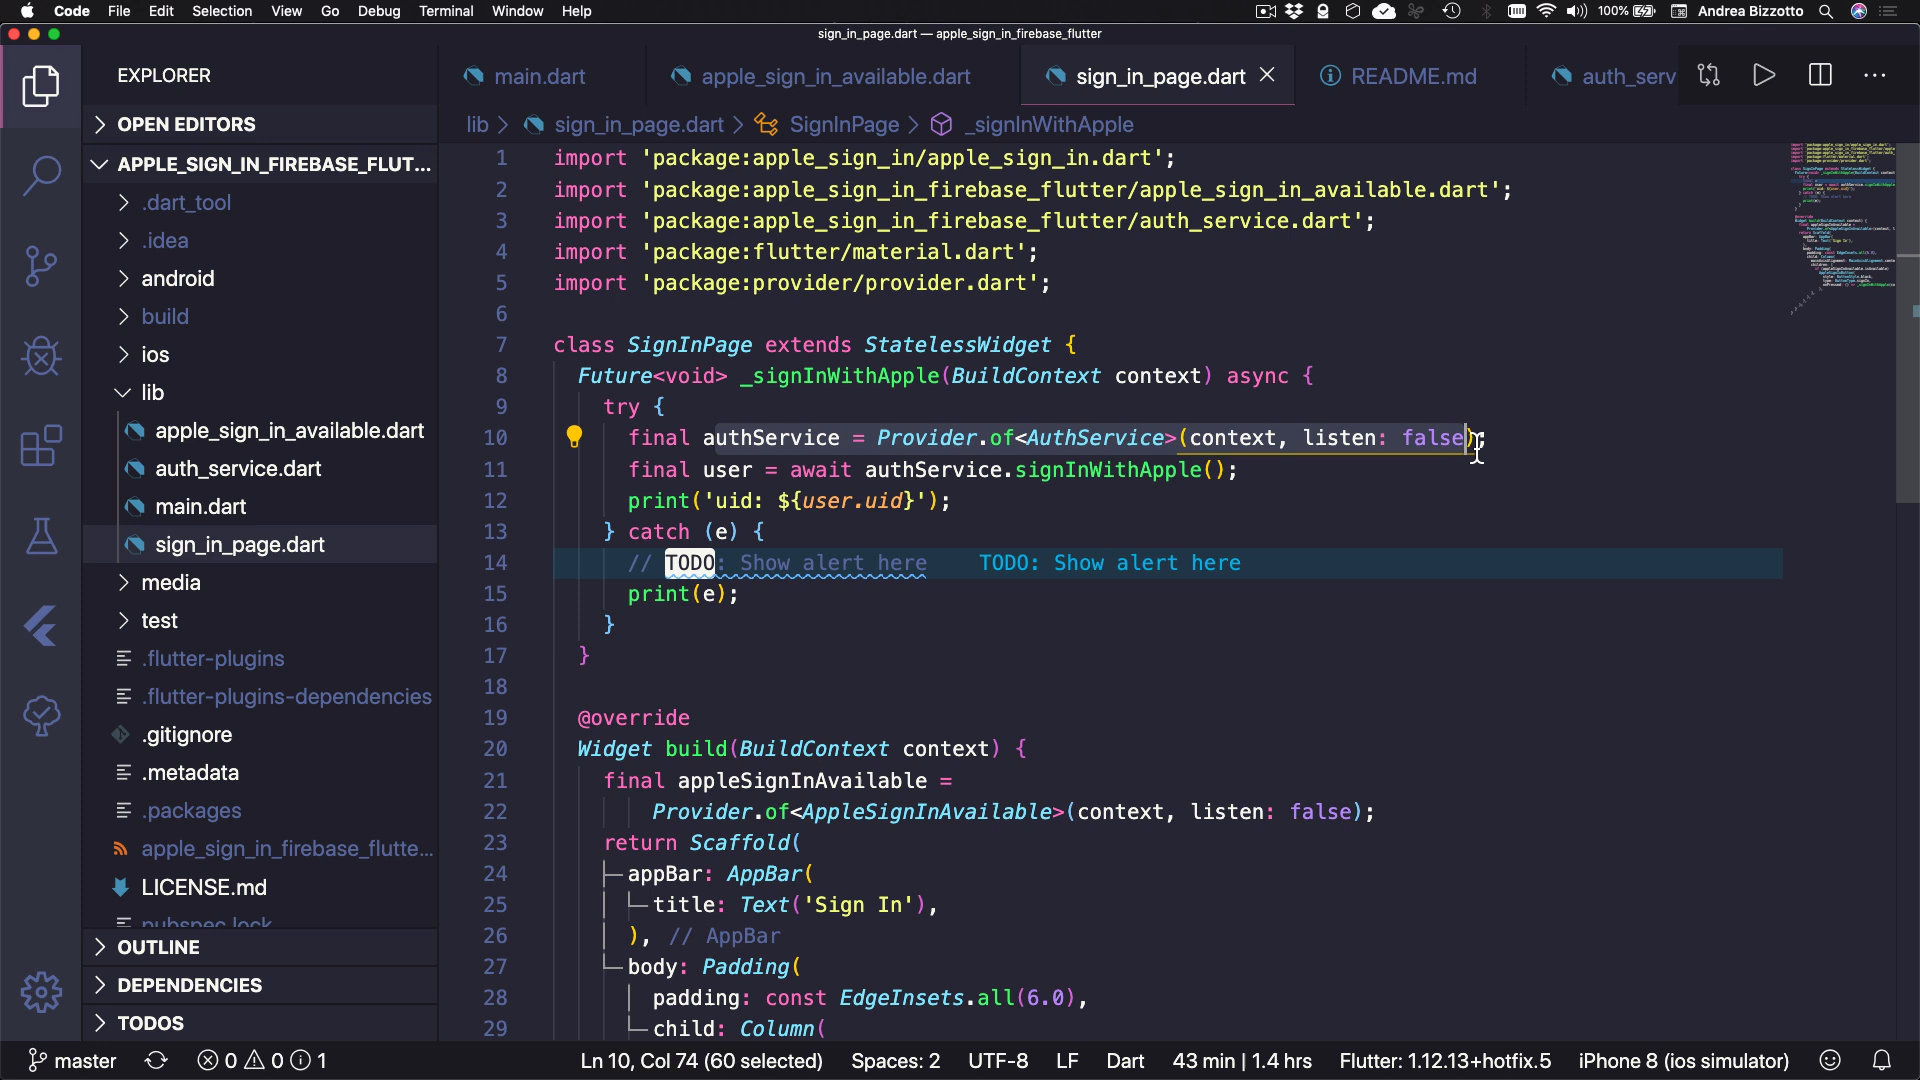 Code File Edit Selection View Go Debug Terminal Window Help 100% Andrea Bizzotto
sign_in_page.dart — apple_sign_in_firebase_flutter
EXPLORER
OPEN EDITORS
APPLE_SIGN_IN_FIREBASE_FLUT...
.dart_tool
.idea
android
build
ios
lib
apple_sign_in_available.dart
auth_service.dart
main.dart
sign_in_page.dart
media
test
.flutter-plugins
.flutter-plugins-dependencies
.gitignore
.metadata
.packages
apple_sign_in_firebase_flutte...
LICENSE.md
pubspec.lock
OUTLINE
DEPENDENCIES
TODOS
main.dart apple_sign_in_available.dart sign_in_page.dart README.md auth_serv
lib > sign_in_page.dart > SignInPage > _signInWithApple
1 import 'package:apple_sign_in/apple_sign_in.dart';
2 import 'package:apple_sign_in_firebase_flutter/apple_sign_in_available.dart';
3 import 'package:apple_sign_in_firebase_flutter/auth_service.dart';
4 import 'package:flutter/material.dart';
5 import 'package:provider/provider.dart';
6
7 class SignInPage extends StatelessWidget {
8 Future<void> _signInWithApple(BuildContext context) async {
9 try {
10 final authService = Provider.of<AuthService>(context, listen: false);
11 final user = await authService.signInWithApple();
12 print('uid: ${user.uid}');
13 } catch (e) {
14 // TODO: Show alert here TODO: Show alert here
15 print(e);
16 }
17 }
18
19 @override
20 Widget build(BuildContext context) {
21 final appleSignInAvailable =
22 Provider.of<AppleSignInAvailable>(context, listen: false);
23 return Scaffold(
24 appBar: AppBar(
25 title: Text('Sign In'),
26 ), // AppBar
27 body: Padding(
28 padding: const EdgeInsets.all(6.0),
29 child: Column(
master 0 0 1 Ln 10, Col 74 (60 selected) Spaces: 2 UTF-8 LF Dart 43 min | 1.4 hrs Flutter: 1.12.13+hotfix.5 iPhone 8 (ios simulator)